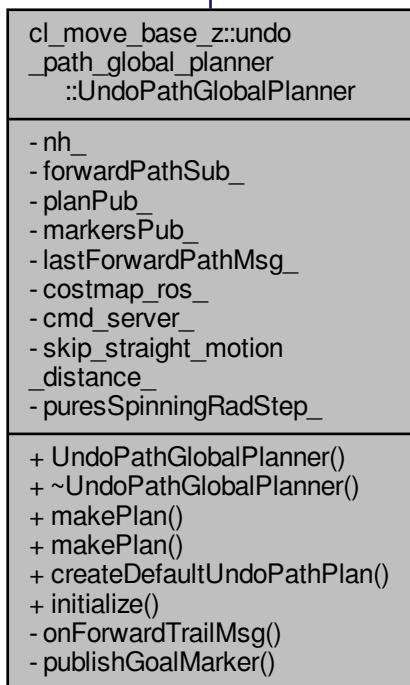 cl_move_base_z::undo
_path_global_planner
::UndoPathGlobalPlanner
- nh_
- forwardPathSub_
- planPub_
- markersPub_
- lastForwardPathMsg_
- costmap_ros_
- cmd_server_
- skip_straight_motion
_distance_
- puresSpinningRadStep_
+ UndoPathGlobalPlanner()
+ ~UndoPathGlobalPlanner()
+ makePlan()
+ makePlan()
+ createDefaultUndoPathPlan()
+ initialize()
- onForwardTrailMsg()
- publishGoalMarker()